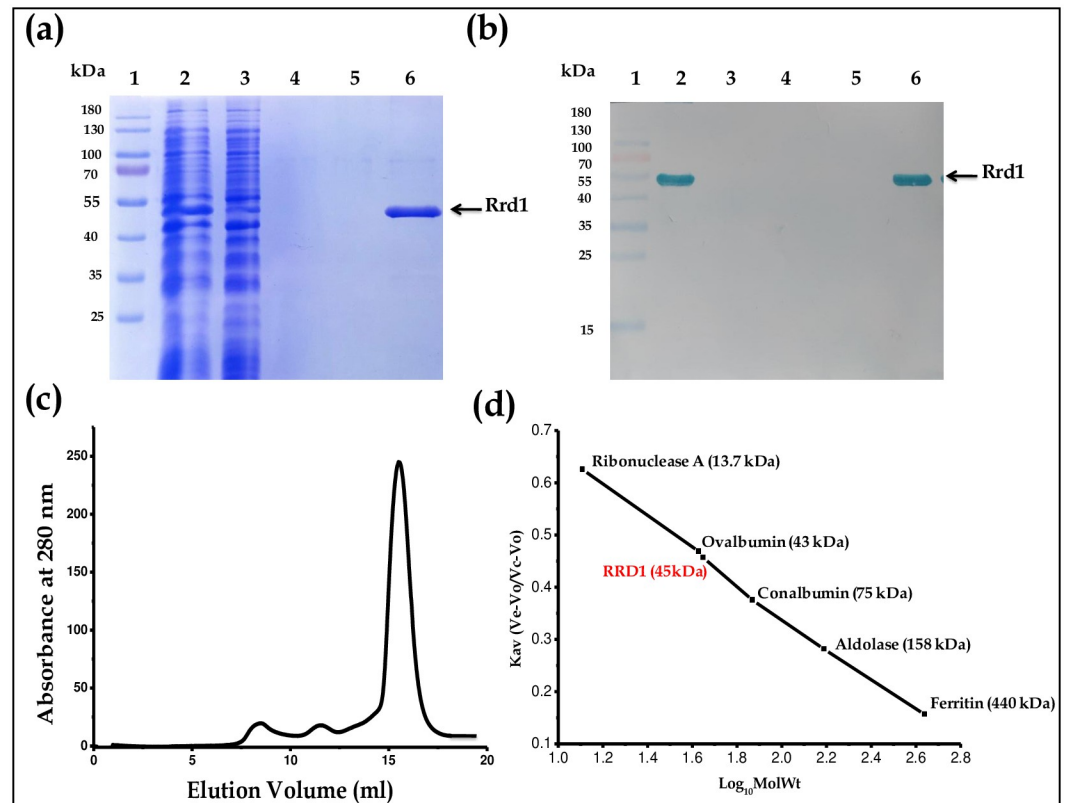 (a)
kDa 1 2 3 4 5 6
180
130
100
70
55
40
35
25
Rrd1
(b)
kDa 1 2 3 4 5 6
180
130
100
70
55
40
35
25
15
Rrd1
(c)
Absorbance at 280 nm
250
200
150
100
50
0
0 5 10 15 20
Elution Volume (ml)
(d)
Kav (Ve-Vo/Vc-Vo)
0.7
0.6
0.5
0.4
0.3
0.2
0.1
Ribonuclease A (13.7 kDa)
Ovalbumin (43 kDa)
RRD1 (45kDa)
Conalbumin (75 kDa)
Aldolase (158 kDa)
Ferritin (440 kDa)
1.0 1.2 1.4 1.6 1.8 2.0 2.2 2.4 2.6 2.8
Log₁₀MolWt